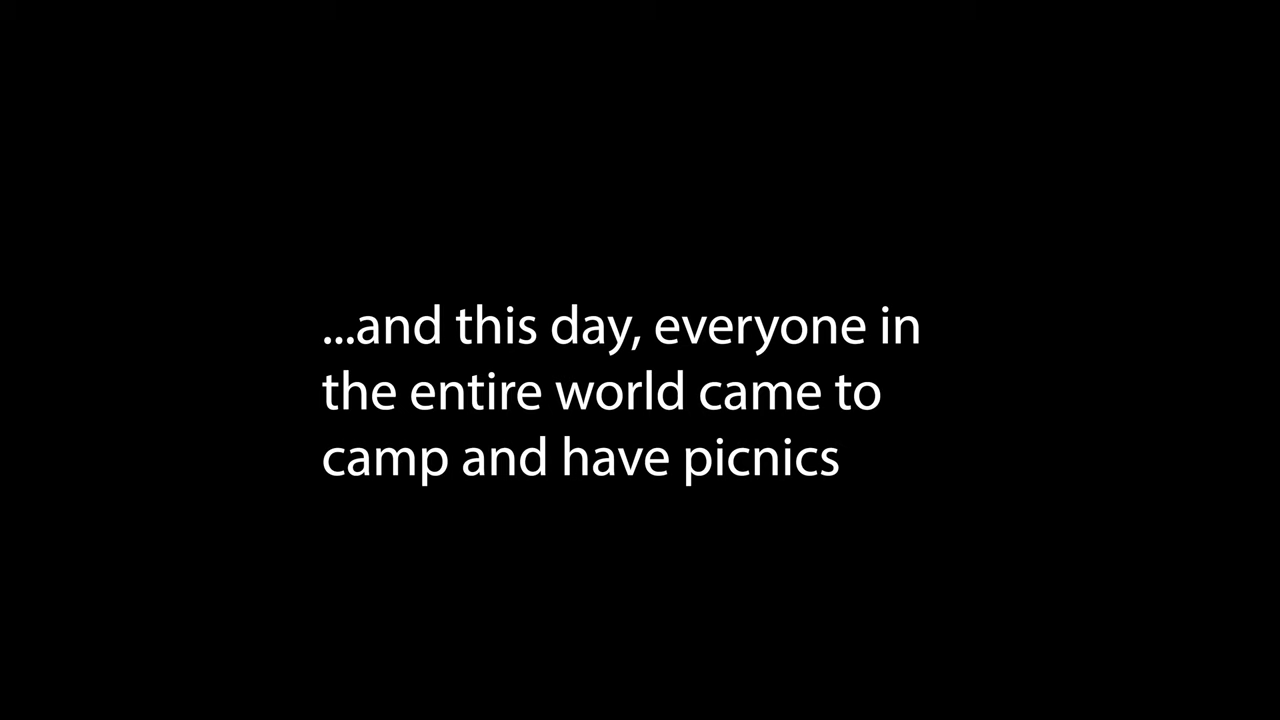 ...and this day, everyone in
the entire world came to
camp and have picnics